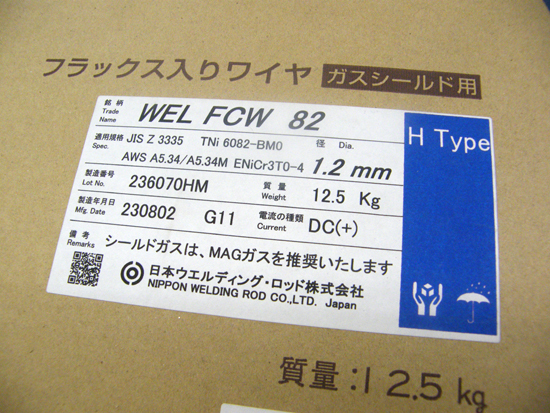 フラックス入りワイヤ ガスシールド用
銘柄 Trade Name WEL FCW 82
H Type
適用規格 Spec. JIS Z 3335 TNi 6082-BM0 径 Dia.
AWS A5.34/A5.34M ENiCr3T0-4 1.2 mm
製造番号 Lot No. 236070HM 質量 Weight 12.5 Kg
製造年月日 Mfg. Date 230802 G11 電流の種類 Current DC(+)
備考 Remarks シールドガスは、MAGガスを推奨いたします
日本ウエルディング・ロッド株式会社
NIPPON WELDING ROD CO.,LTD. Japan
質量:12.5 kg